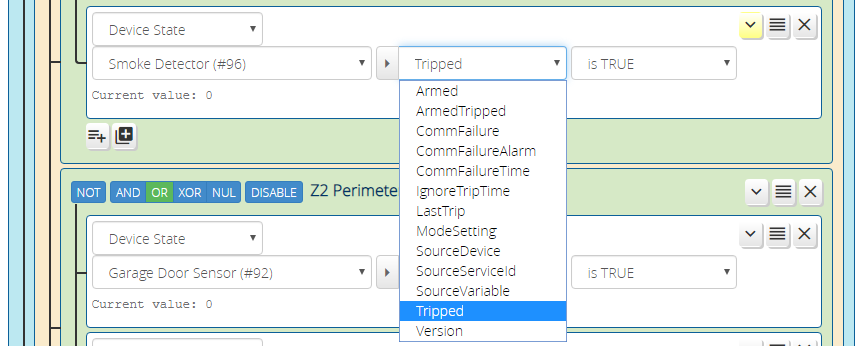 Device State
Smoke Detector (#96) Tripped is TRUE
Current value: 0
Armed
ArmedTripped
CommFailure
CommFailureAlarm
CommFailureTime
IgnoreTripTime
LastTrip
ModeSetting
SourceDevice
SourceServiceId
SourceVariable
Tripped
Version
NOT AND OR XOR NUL DISABLE Z2 Perimete
Device State
Garage Door Sensor (#92) is TRUE
Current value: 0